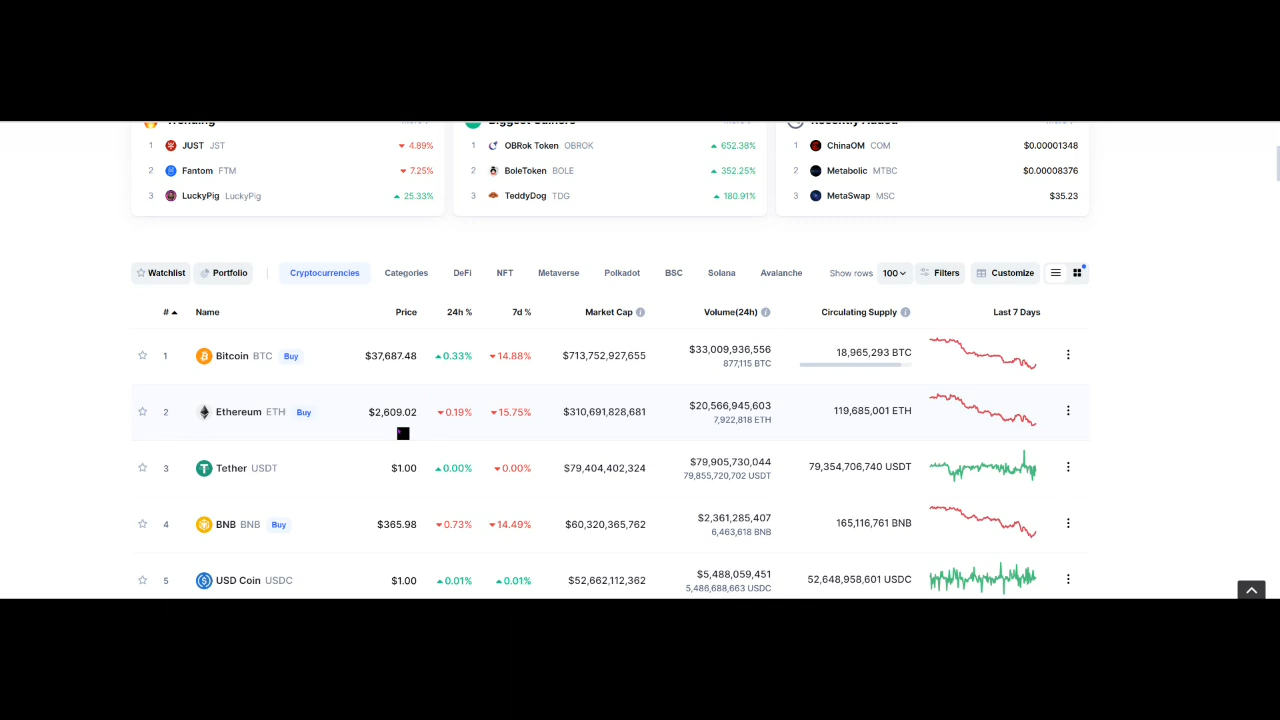 Trending
Biggest Gainers
Recently Added
1 JUST JST 4.89%
2 Fantom FTM 7.25%
3 LuckyPig LuckyPig 25.33%
1 OBRok Token OBROK 652.38%
2 BoleToken BOLE 352.25%
3 TeddyDog TDG 180.91%
1 ChinaOM COM $0.00001348
2 Metabolic MTBC $0.00008376
3 MetaSwap MSC $35.23
Watchlist Portfolio Cryptocurrencies Categories DeFi NFT Metaverse Polkadot BSC Solana Avalanche Show rows 100 Filters Customize
# Name Price 24h % 7d % Market Cap Volume(24h) Circulating Supply Last 7 Days
1 Bitcoin BTC Buy $37,687.48 0.33% 14.88% $713,752,927,655 $33,009,936,556 18,965,293 BTC
877,115 BTC
2 Ethereum ETH Buy $2,609.02 0.19% 15.75% $310,691,828,681 $20,566,945,603 119,685,001 ETH
7,922,818 ETH
3 Tether USDT $1.00 0.00% 0.00% $79,404,402,324 $79,905,730,044 79,354,706,740 USDT
79,855,720,702 USDT
4 BNB BNB Buy $365.98 0.73% 14.49% $60,320,365,762 $2,361,285,407 165,116,761 BNB
6,463,618 BNB
5 USD Coin USDC $1.00 0.01% 0.01% $52,662,112,362 $5,488,059,451 52,648,958,601 USDC
5,486,688,663 USDC